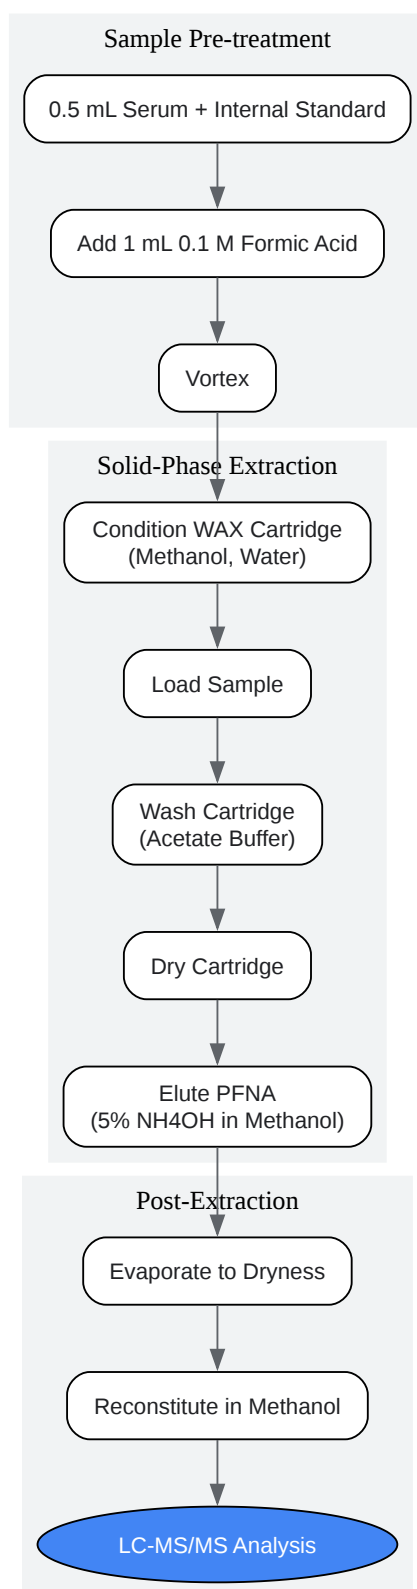 Sample Pre-treatment
0.5 mL Serum + Internal Standard
Add 1 mL 0.1 M Formic Acid
Vortex
Solid-Phase Extraction
Condition WAX Cartridge
(Methanol, Water)
Load Sample
Wash Cartridge
(Acetate Buffer)
Dry Cartridge
Elute PFNA
(5% NH4OH in Methanol)
Post-Extraction
Evaporate to Dryness
Reconstitute in Methanol
LC-MS/MS Analysis